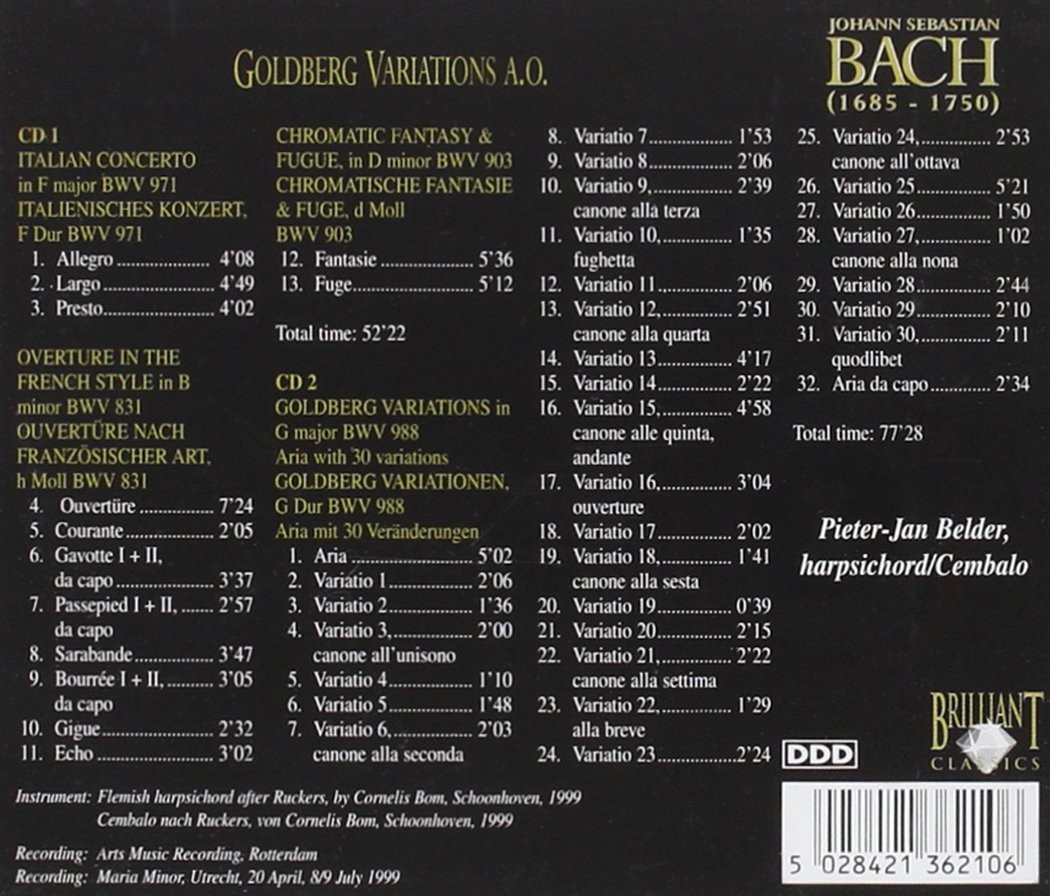 GOLDBERG VARIATIONS A.O.
JOHANN SEBASTIAN
BACH
(1685 - 1750)
CD 1
ITALIAN CONCERTO
in F major BWV 971
ITALIENISCHES KONZERT,
F Dur BWV 971
1. Allegro .................... 4’08
2. Largo....................... 4’49
3. Presto....................... 4’02
OVERTURE IN THE
FRENCH STYLE in B
minor BWV 831
OUVERTÜRE NACH
FRANZÖSISCHER ART,
h Moll BWV 831
4. Ouvertüre ............... 7’24
5. Courante................. 2’05
6. Gavotte I + II,
da capo.................... 3’37
7. Passepied I + II, ....... 2’57
da capo
8. Sarabande................ 3’47
9. Bourrée I + II,.......... 3’05
da capo
10. Gigue....................... 2’32
11. Echo........................ 3’02
CHROMATIC FANTASY &
FUGUE, in D minor BWV 903
CHROMATISCHE FANTASIE
& FUGE, d Moll
BWV 903
12. Fantasie .................... 5’36
13. Fuge......................... 5’12
Total time: 52’22
CD 2
GOLDBERG VARIATIONS in
G major BWV 988
Aria with 30 variations
GOLDBERG VARIATIONEN,
G Dur BWV 988
Aria mit 30 Veränderungen
1. Aria ......................... 5’02
2. Variatio 1.................. 2’06
3. Variatio 2.................. 1’36
4. Variatio 3,................. 2’00
canone all'unisono
5. Variatio 4.................. 1’10
6. Variatio 5.................. 1’48
7. Variatio 6,................. 2’03
canone alla seconda
8. Variatio 7.................. 1’53
9. Variatio 8.................. 2’06
10. Variatio 9,................. 2’39
canone alla terza
11. Variatio 10,............... 1’35
fughetta
12. Variatio 11................ 2’06
13. Variatio 12,............... 2’51
canone alla quarta
14. Variatio 13................ 4’17
15. Variatio 14................ 2’22
16. Variatio 15,............... 4’58
canone alle quinta,
andante
17. Variatio 16,............... 3’04
ouverture
18. Variatio 17................ 2’02
19. Variatio 18,............... 1’41
canone alla sesta
20. Variatio 19................ 0’39
21. Variatio 20................ 2’15
22. Variatio 21,............... 2’22
canone alla settima
23. Variatio 22,............... 1’29
alla breve
24. Variatio 23................2’24
25. Variatio 24,............... 2’53
canone all'ottava
26. Variatio 25................ 5’21
27. Variatio 26................ 1’50
28. Variatio 27,............... 1’02
canone alla nona
29. Variatio 28................ 2’44
30. Variatio 29................ 2’10
31. Variatio 30,............... 2’11
quodlibet
32. Aria da capo............. 2’34
Total time: 77’28
Pieter-Jan Belder,
harpsichord/Cembalo
BRILLIANT
CLASSICS
DDD
Instrument: Flemish harpsichord after Ruckers, by Cornelis Bom, Schoonhoven, 1999
Cembalo nach Ruckers, von Cornelis Bom, Schoonhoven, 1999
Recording: Arts Music Recording, Rotterdam
Recording: Maria Minor, Utrecht, 20 April, 8/9 July 1999
5 028421 362106